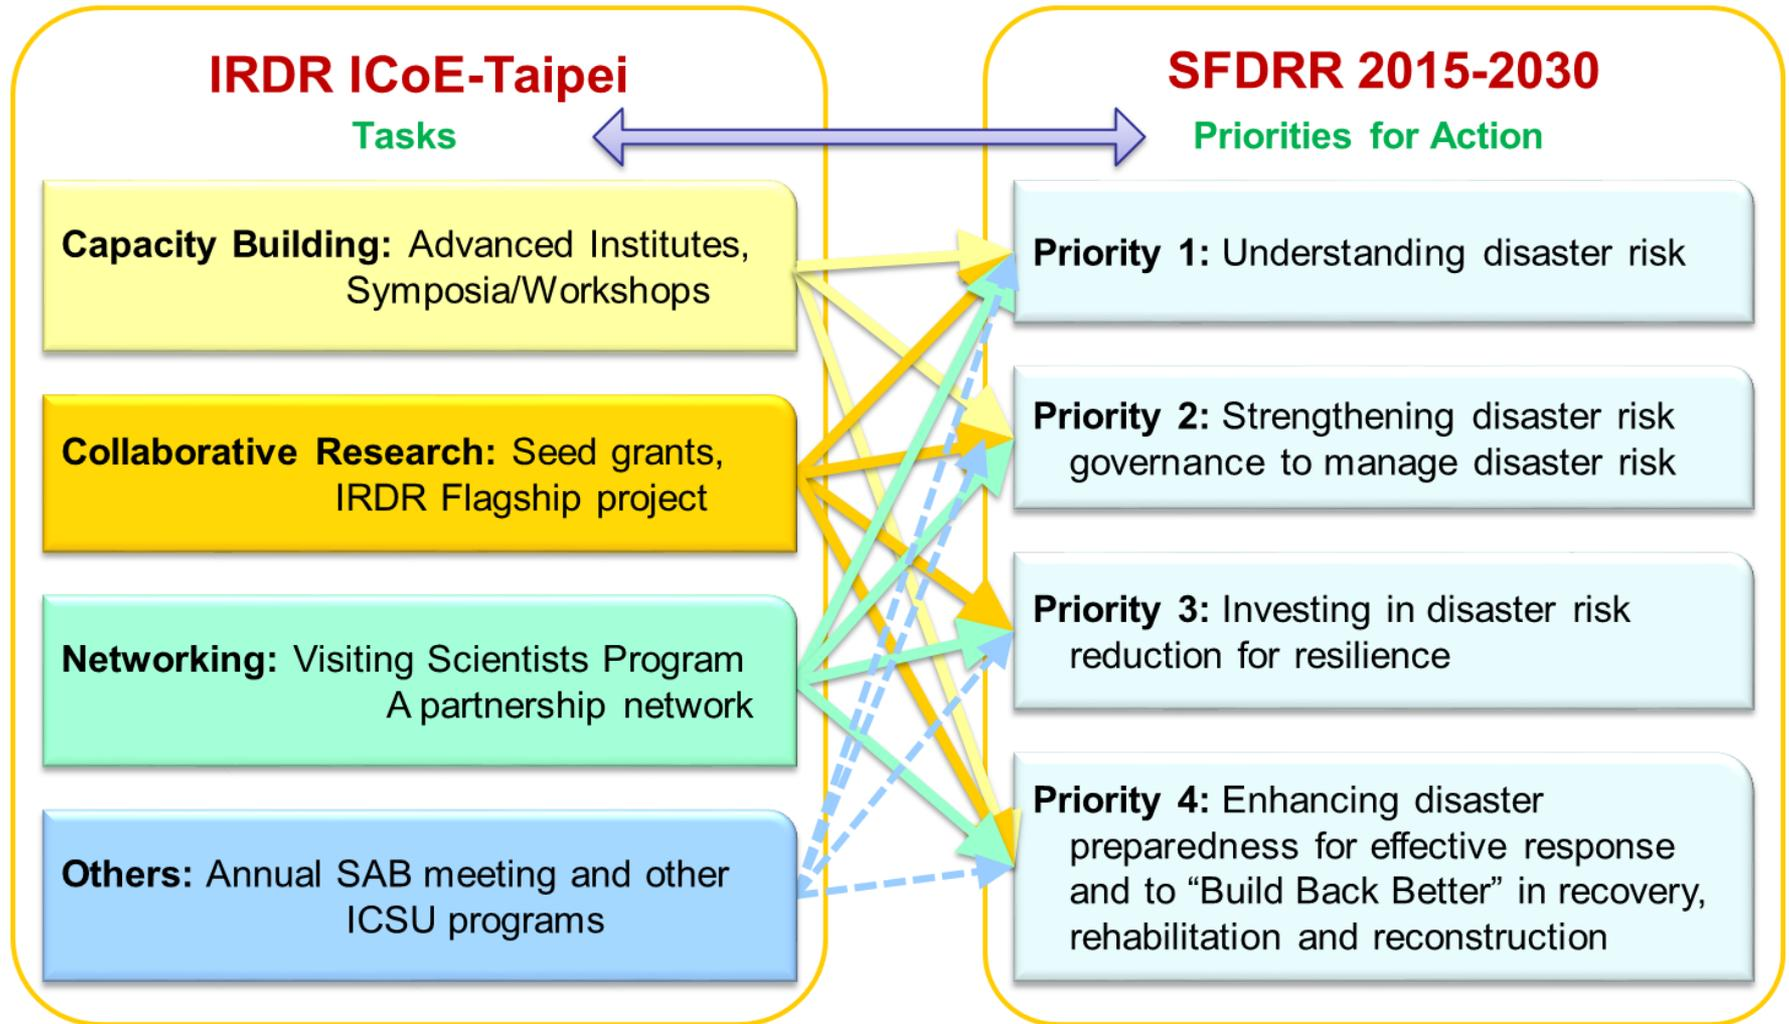 IRDR ICoE-Taipei
Tasks
Capacity Building: Advanced Institutes,
Symposia/Workshops
Collaborative Research: Seed grants,
IRDR Flagship project
Networking: Visiting Scientists Program
A partnership network
Others: Annual SAB meeting and other
ICSU programs
SFDRR 2015-2030
Priorities for Action
Priority 1: Understanding disaster risk
Priority 2: Strengthening disaster risk
governance to manage disaster risk
Priority 3: Investing in disaster risk
reduction for resilience
Priority 4: Enhancing disaster
preparedness for effective response
and to “Build Back Better” in recovery,
rehabilitation and reconstruction